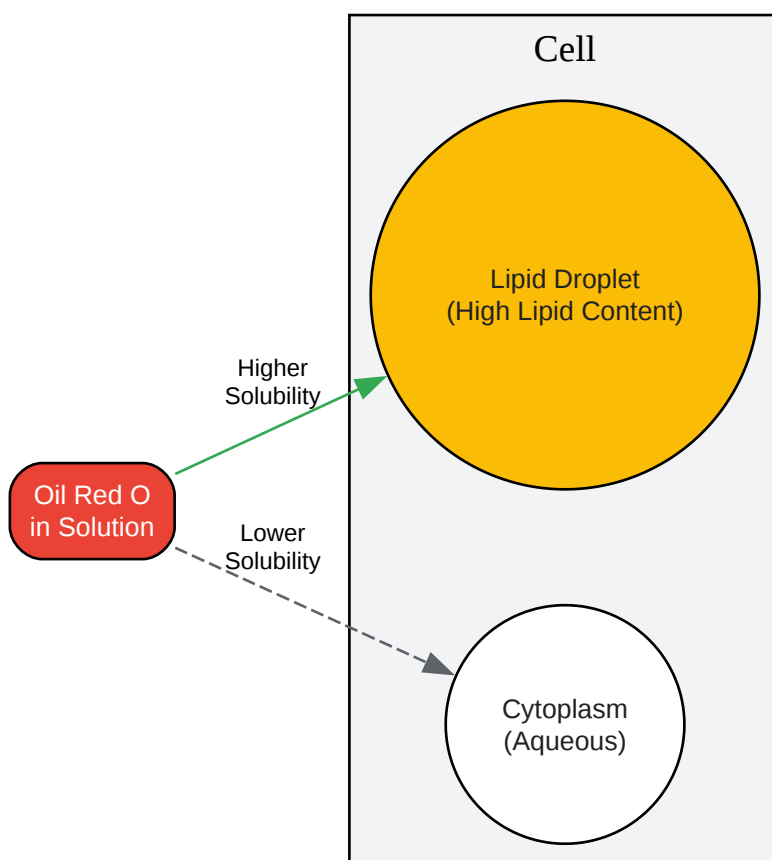 Cell
Lipid Droplet
(High Lipid Content)
Higher
Solubility
Oil Red O
in Solution
Lower
Solubility
Cytoplasm
(Aqueous)